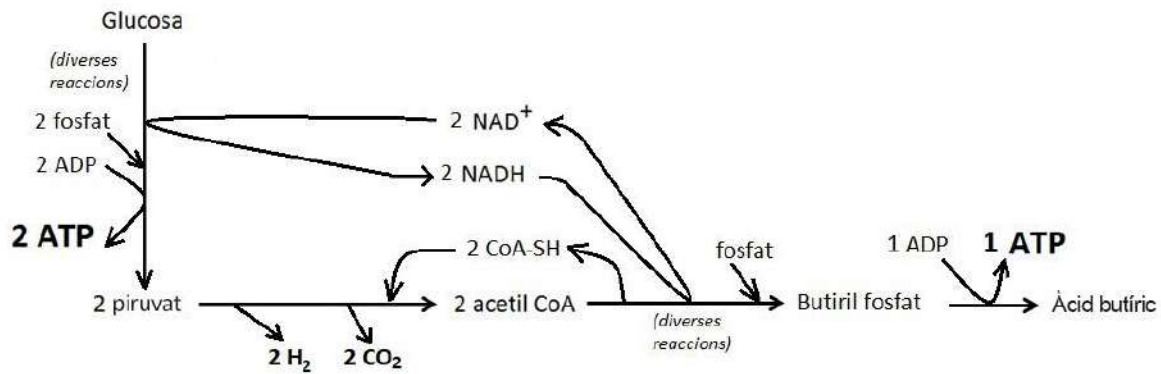 Glucosa
(diverses
reaccions)
2 fosfat
2 ADP
2 ATP
2 NAD+
2 NADH
2 CoA-SH
fosfat
1 ADP
1 ATP
2 piruvat
2 acetil CoA
Butiril fosfat
Àcid butíric
(diverses
reaccions)
2 H₂
2 CO₂